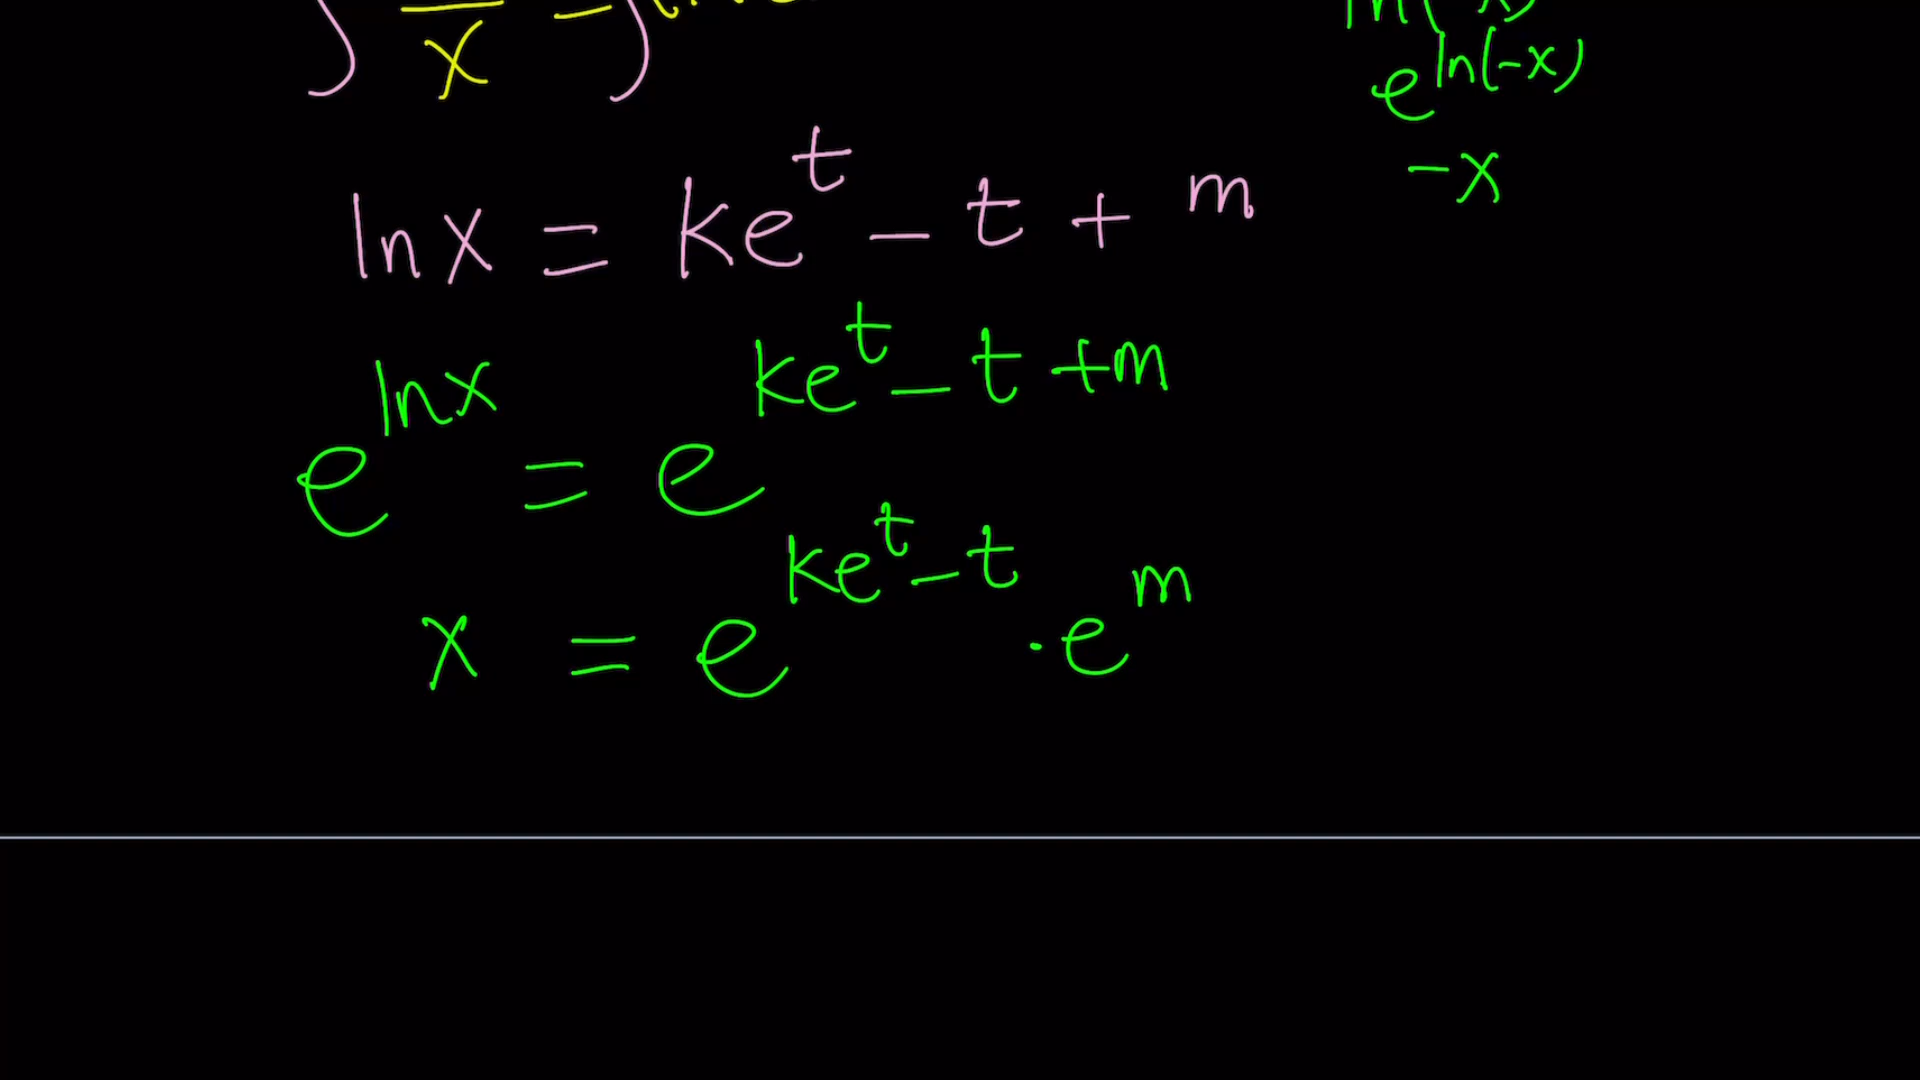 ∫ —/x = ∫
ln x = ke^t − t + m
e^(ln x) = e^(ke^t − t + m)
x = e^(ke^t − t) · e^m
e^ln(−x)
−x